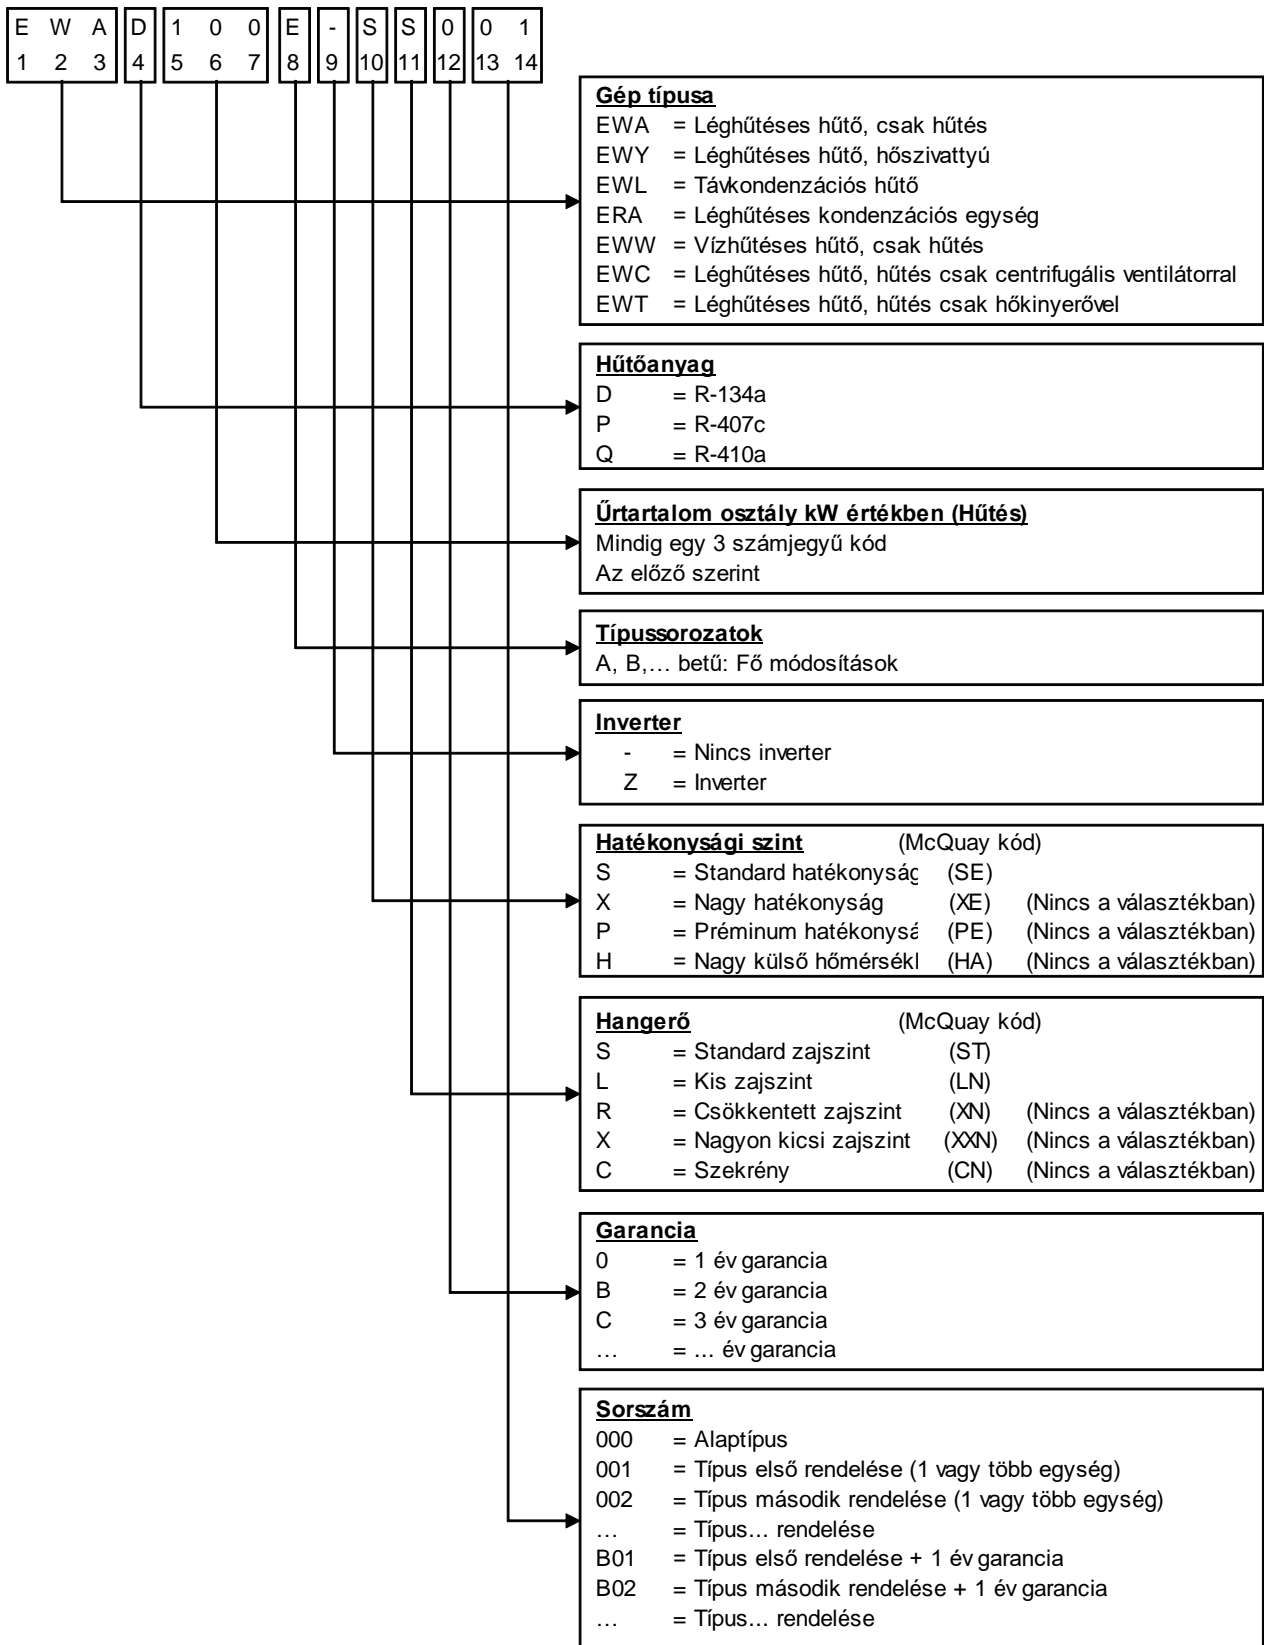 E W A D 1 0 0 E - S S 0 0 1
1 2 3 4 5 6 7 8 9 10 11 12 13 14
Gép típusa
EWA = Léghűtéses hűtő, csak hűtés
EWY = Léghűtéses hűtő, hőszivattyú
EWL = Távkondenzációs hűtő
ERA = Léghűtéses kondenzációs egység
EWW = Vízhűtéses hűtő, csak hűtés
EWC = Léghűtéses hűtő, hűtés csak centrifugális ventilátorral
EWT = Léghűtéses hűtő, hűtés csak hőkinyerővel
Hűtőanyag
D = R-134a
P = R-407c
Q = R-410a
Űrtartalom osztály kW értékben (Hűtés)
Mindig egy 3 számjegyű kód
Az előző szerint
Típussorozatok
A, B,… betű: Fő módosítások
Inverter
- = Nincs inverter
Z = Inverter
Hatékonysági szint (McQuay kód)
S = Standard hatékonyság (SE)
X = Nagy hatékonyság (XE) (Nincs a választékban)
P = Préminum hatékonysá (PE) (Nincs a választékban)
H = Nagy külső hőmérsékl (HA) (Nincs a választékban)
Hangerő (McQuay kód)
S = Standard zajszint (ST)
L = Kis zajszint (LN)
R = Csökkentett zajszint (XN) (Nincs a választékban)
X = Nagyon kicsi zajszint (XXN) (Nincs a választékban)
C = Szekrény (CN) (Nincs a választékban)
Garancia
0 = 1 év garancia
B = 2 év garancia
C = 3 év garancia
… = ... év garancia
Sorszám
000 = Alaptípus
001 = Típus első rendelése (1 vagy több egység)
002 = Típus második rendelése (1 vagy több egység)
… = Típus... rendelése
B01 = Típus első rendelése + 1 év garancia
B02 = Típus második rendelése + 1 év garancia
… = Típus... rendelése